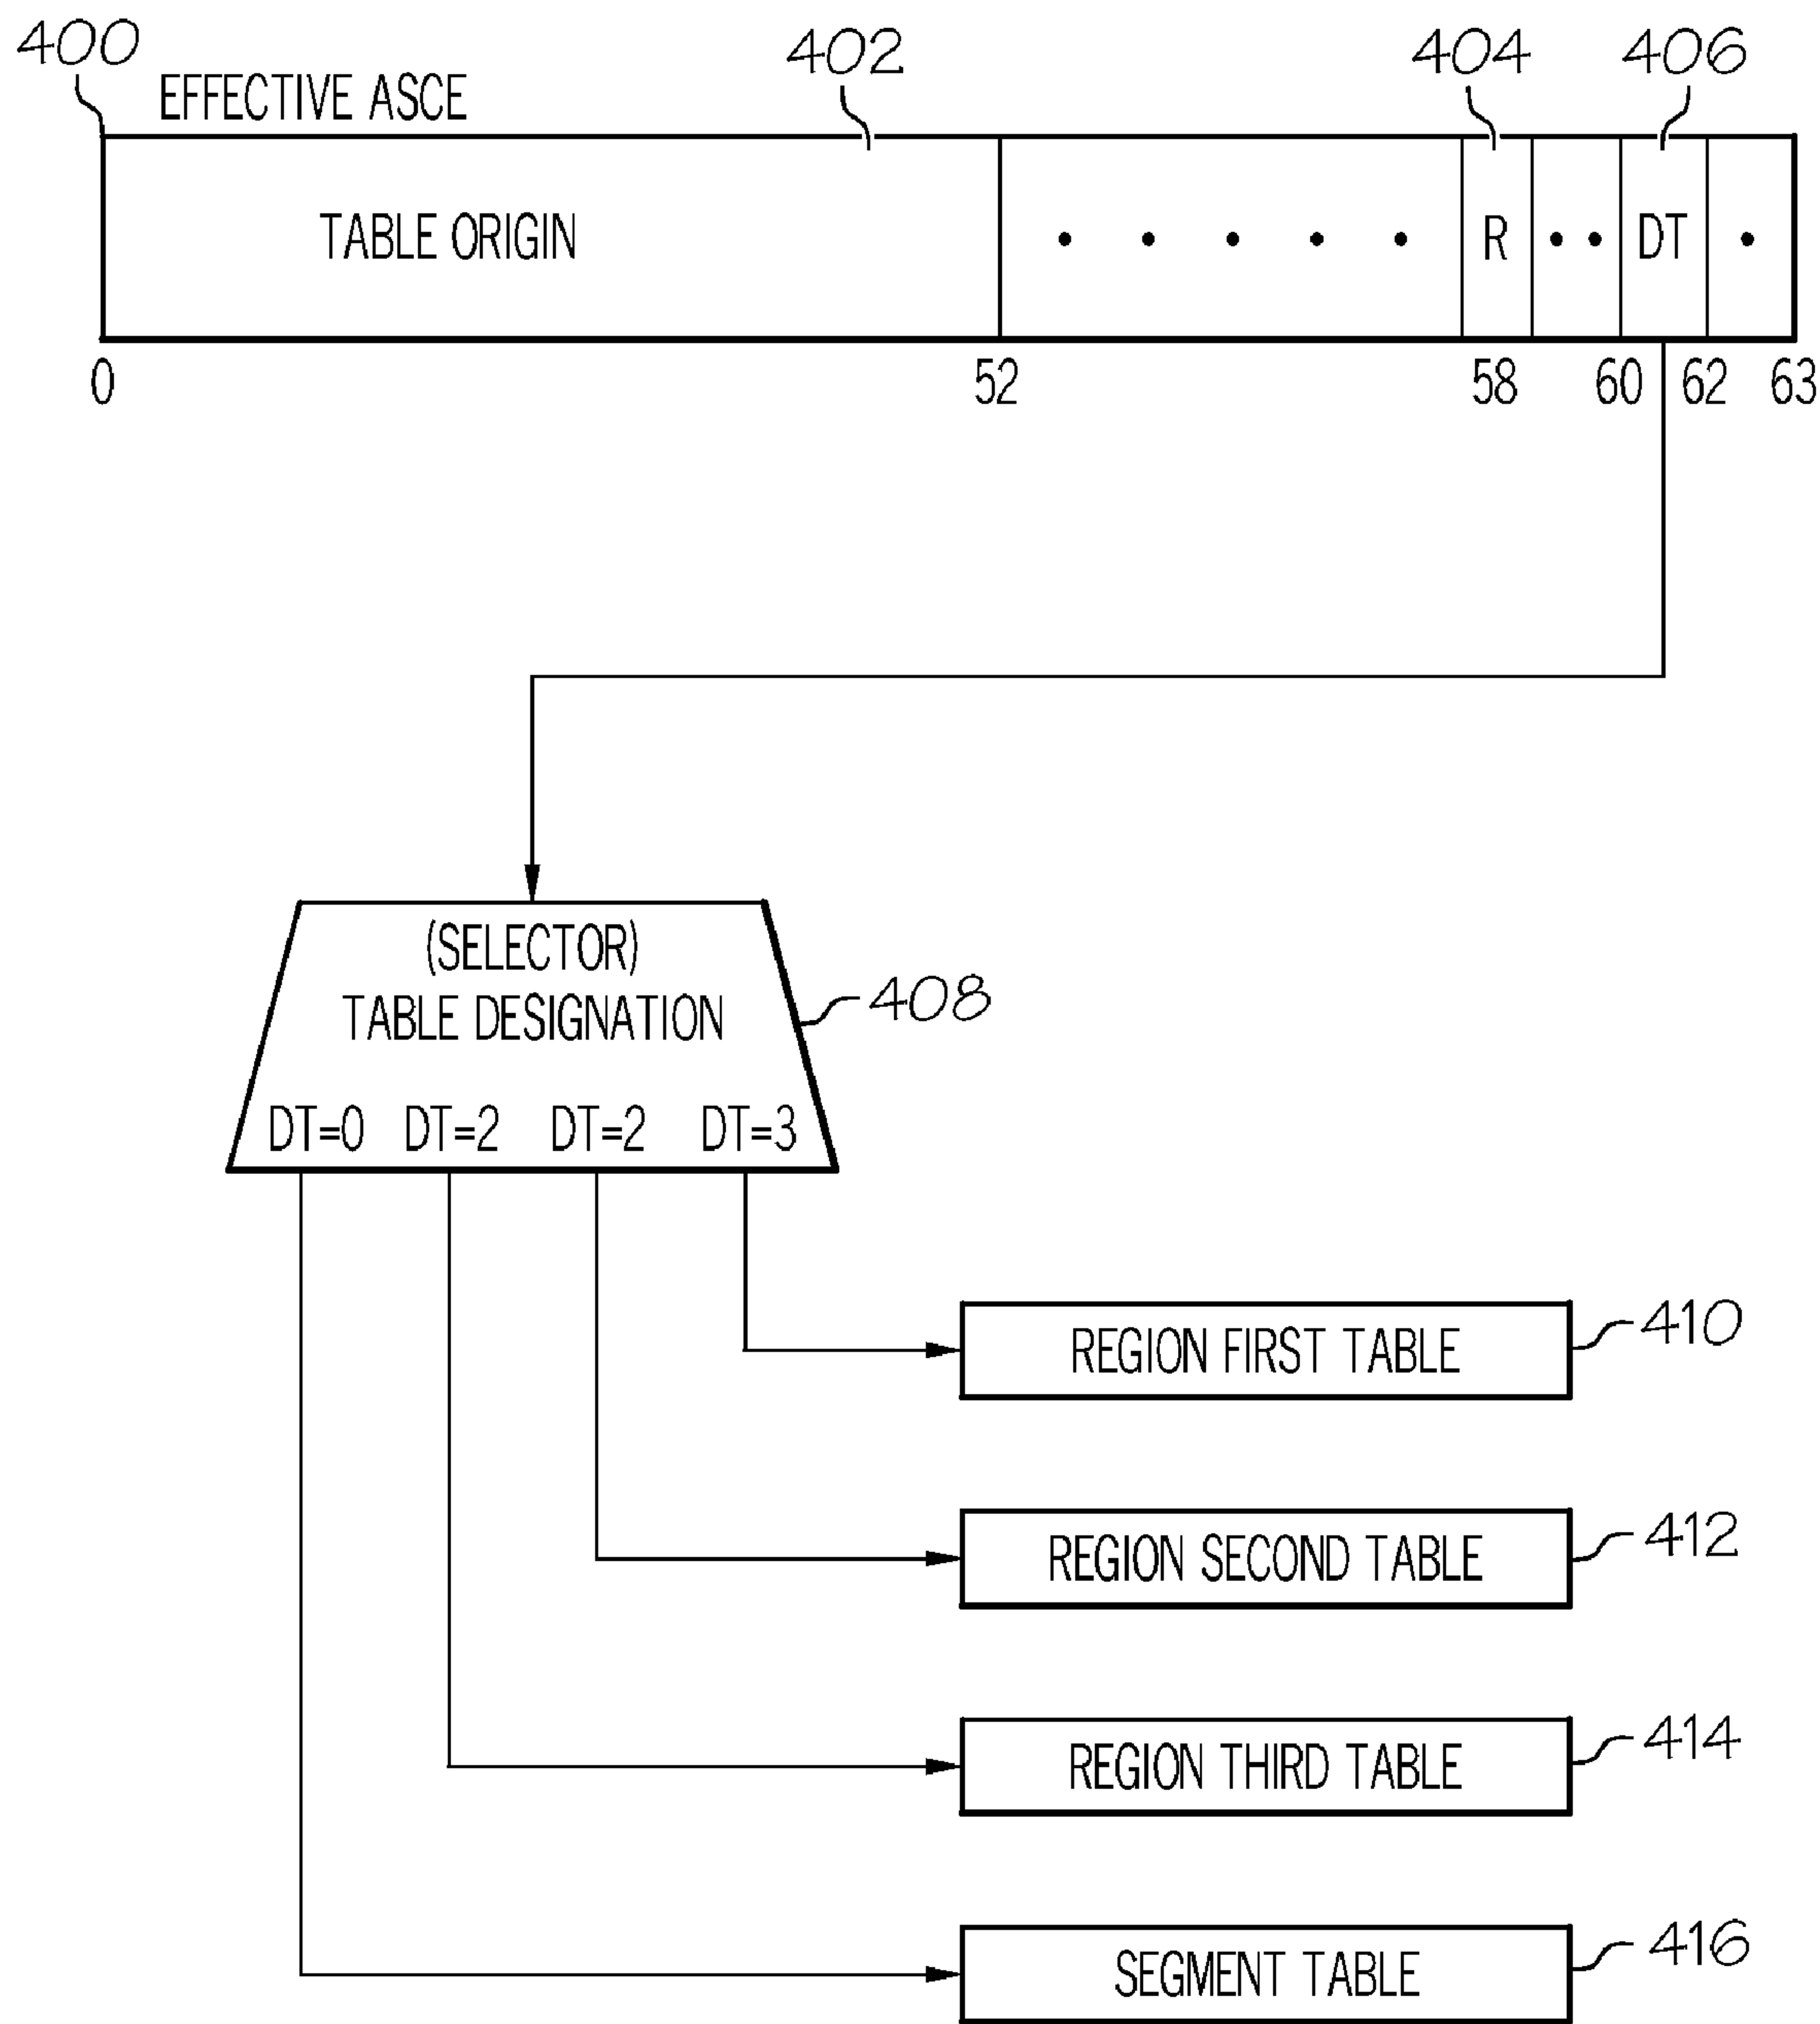 400 402 404 406
EFFECTIVE ASCE
TABLE ORIGIN • • • • • R • • DT •
0 52 58 60 62 63
(SELECTOR)
TABLE DESIGNATION
408
DT=0 DT=2 DT=2 DT=3
REGION FIRST TABLE 410
REGION SECOND TABLE 412
REGION THIRD TABLE 414
SEGMENT TABLE 416